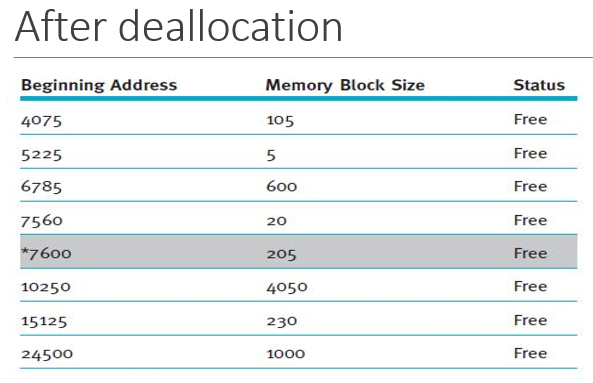 After deallocation
Beginning Address Memory Block Size Status
4075 105 Free
5225 5 Free
6785 600 Free
7560 20 Free
*7600 205 Free
10250 4050 Free
15125 230 Free
24500 1000 Free